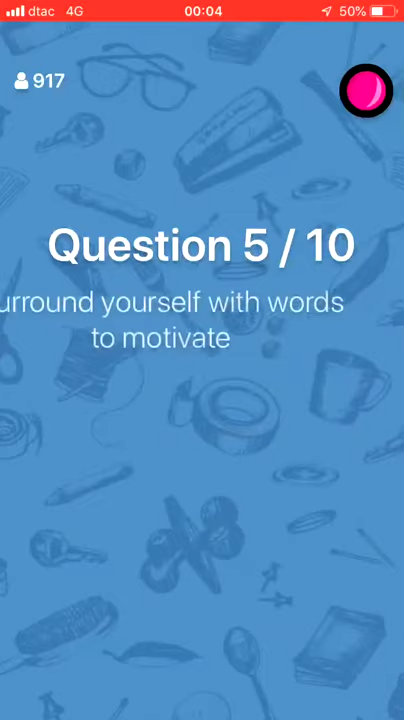 dtac 4G 00:04 50%
917
Question 5 / 10
urround yourself with words
to motivate